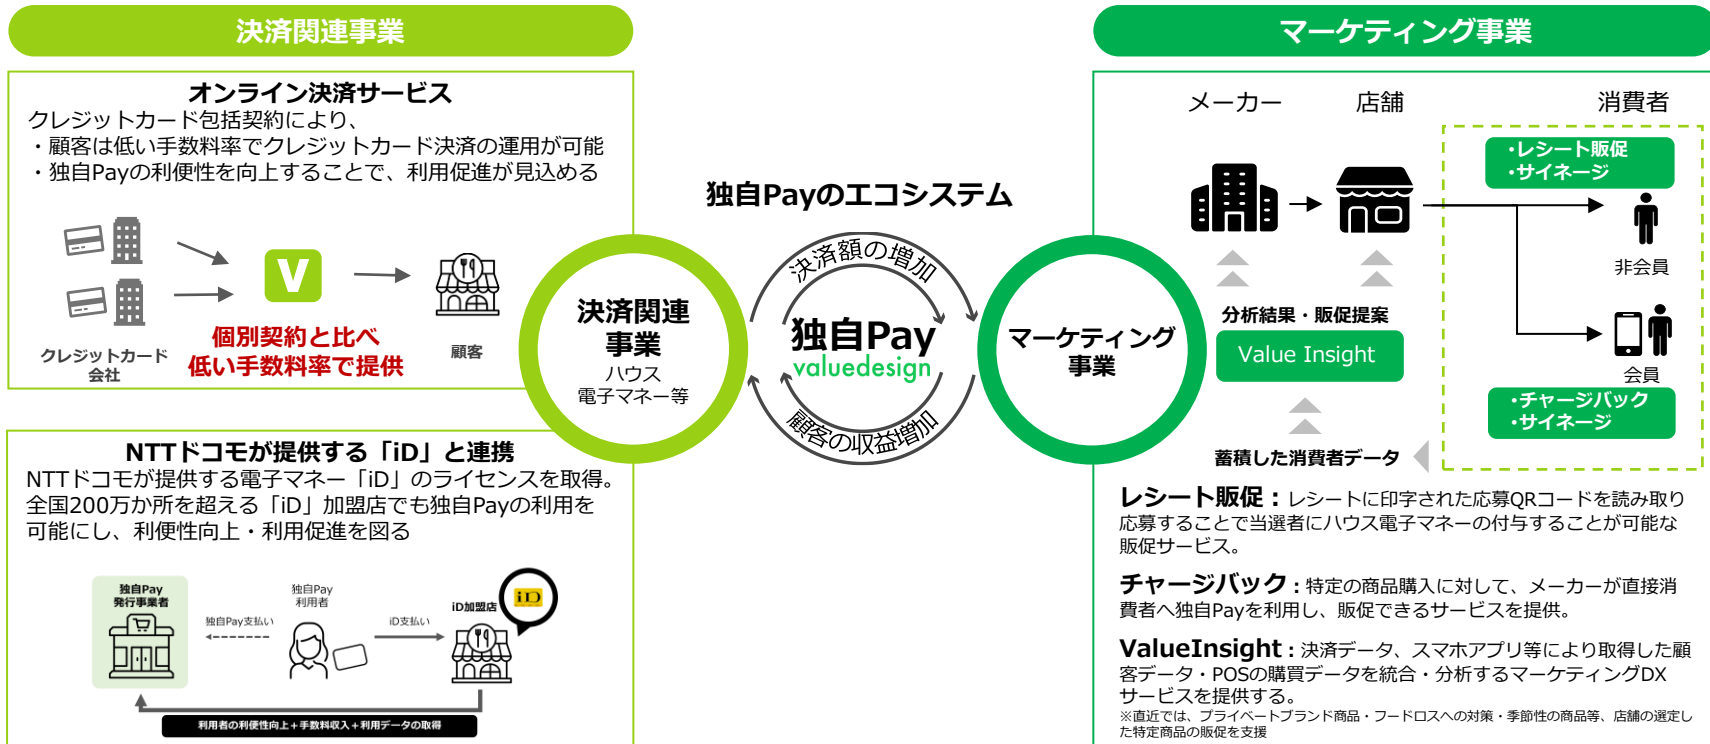 決済関連事業
オンライン決済サービス
クレジットカード包括契約により、
・顧客は低い手数料率でクレジットカード決済の運用が可能
・独自Payの利便性を向上することで、利用促進が見込める
クレジットカード
会社
V
個別契約と比べ
低い手数料率で提供
顧客
NTTドコモが提供する「iD」と連携
NTTドコモが提供する電子マネー「iD」のライセンスを取得。
全国200万か所を超える「iD」加盟店でも独自Payの利用を
可能にし、利便性向上・利用促進を図る
独自Pay
発行事業者
独自Pay支払い
独自Pay
利用者
iD支払い
iD加盟店
iD
利用者の利便性向上＋手数料収入＋利用データの取得
独自Payのエコシステム
決済関連
事業
ハウス
電子マネー等
決済額の増加
独自Pay
valuedesign
顧客の収益増加
マーケティング
事業
マーケティング事業
メーカー
店舗
消費者
・レシート販促
・サイネージ
非会員
会員
・チャージバック
・サイネージ
分析結果・販促提案
Value Insight
蓄積した消費者データ
レシート販促：レシートに印字された応募QRコードを読み取り
応募することで当選者にハウス電子マネーの付与することが可能な
販促サービス。
チャージバック：特定の商品購入に対して、メーカーが直接消
費者へ独自Payを利用し、販促できるサービスを提供。
ValueInsight：決済データ、スマホアプリ等により取得した顧
客データ・POSの購買データを統合・分析するマーケティングDX
サービスを提供する。
※直近では、プライベートブランド商品・フードロスへの対策・季節性の商品等、店舗の選定し
た特定商品の販促を支援